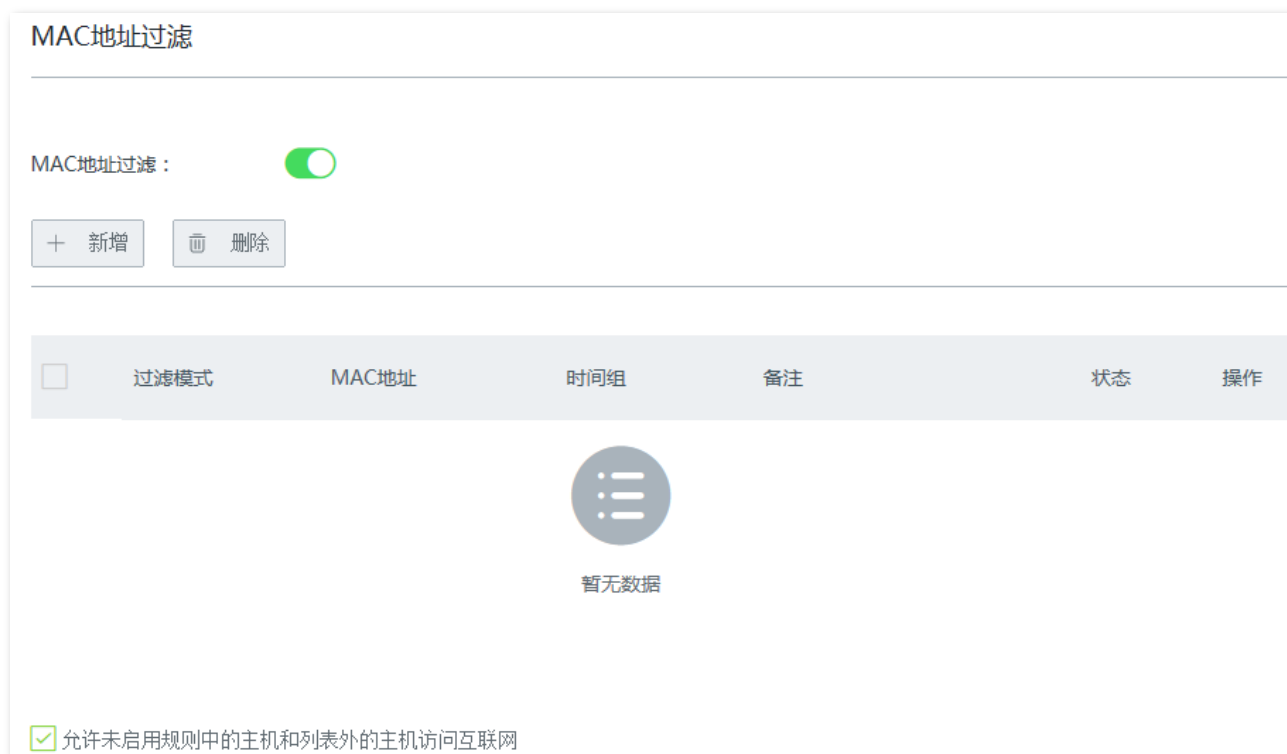 MAC地址过滤
MAC地址过滤：
新增 删除
过滤模式 MAC地址 时间组 备注 状态 操作
暂无数据
允许未启用规则中的主机和列表外的主机访问互联网